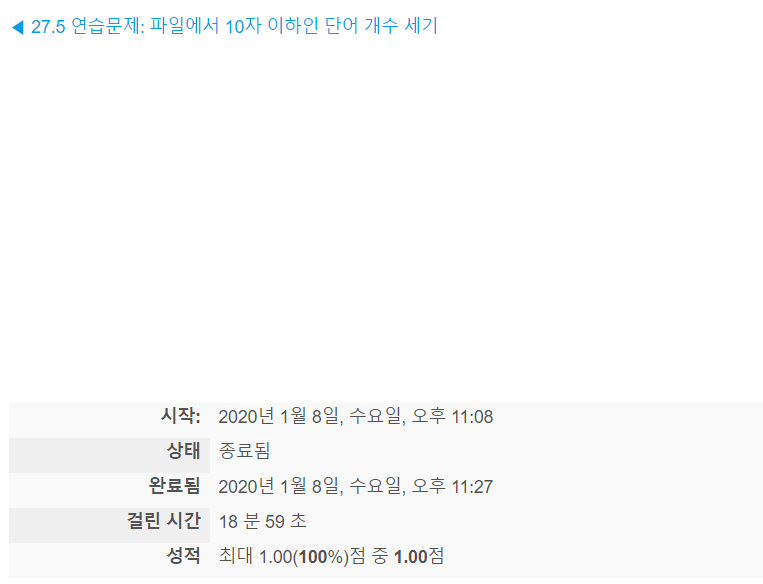 ◀ 27.5 연습문제: 파일에서 10자 이하인 단어 개수 세기
시작: 2020년 1월 8일, 수요일, 오후 11:08
상태 종료됨
완료됨 2020년 1월 8일, 수요일, 오후 11:27
걸린 시간 18 분 59 초
성적 최대 1.00(100%)점 중 1.00점